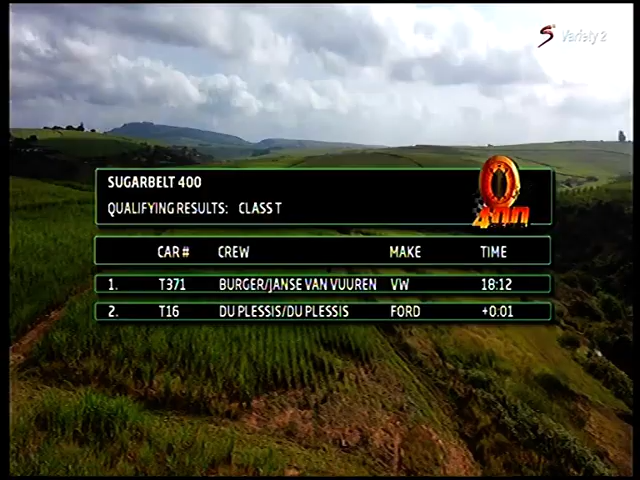 S Variety 2
SUGARBELT 400
QUALIFYING RESULTS: CLASS T
400
CAR # CREW MAKE TIME
1. T371 BURGER/JANSE VAN VUUREN VW 18:12
2. T16 DU PLESSIS/DU PLESSIS FORD +0:01